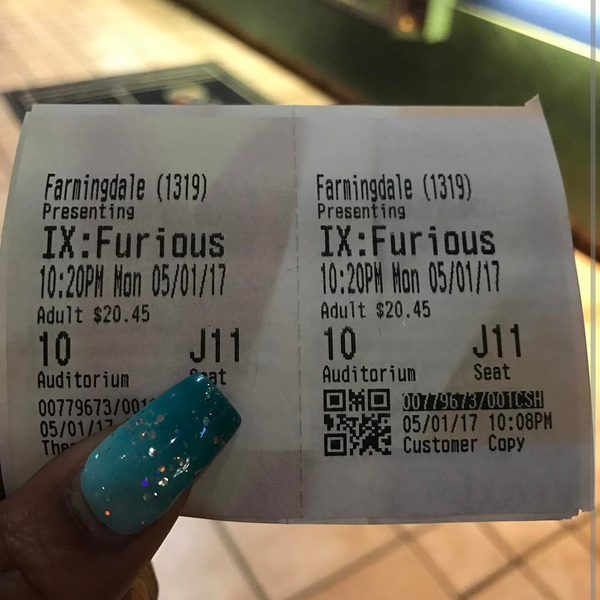 Farmingdale (1319)
Presenting
IX:Furious
10:20PM Mon 05/01/17
Adult $20.45
10 J11
Auditorium Seat
00779673/001
05/01/17
Farmingdale (1319)
Presenting
IX:Furious
10:20PM Mon 05/01/17
Adult $20.45
10 J11
Auditorium Seat
00779673/001CSH
05/01/17 10:08PM
Customer Copy